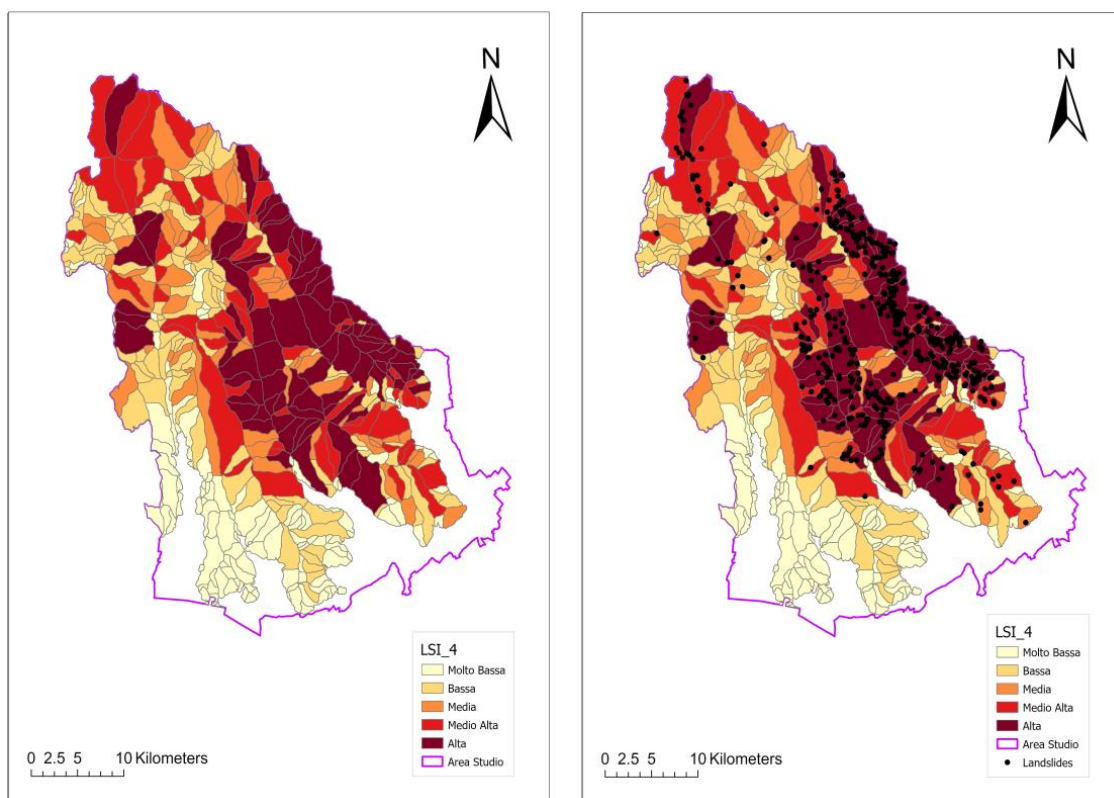 N
LSI_4
Molto Bassa
Bassa
Media
Medio Alta
Alta
Area Studio
0 2.5 5 10 Kilometers
N
LSI_4
Molto Bassa
Bassa
Media
Medio Alta
Alta
Area Studio
Landslides
0 2.5 5 10 Kilometers